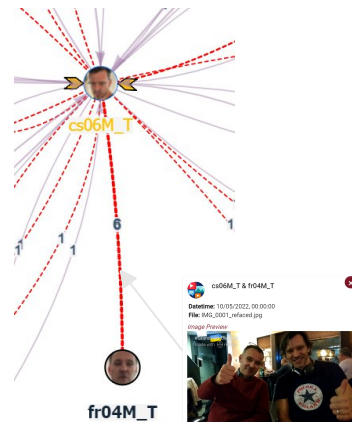 cs06M_T
6
1
1
1
1
fr04M_T
cs06M_T & fr04M_T
Datetime: 10/05/2022, 00:00:00
File: IMG_0001_refaced.jpg
Image Preview